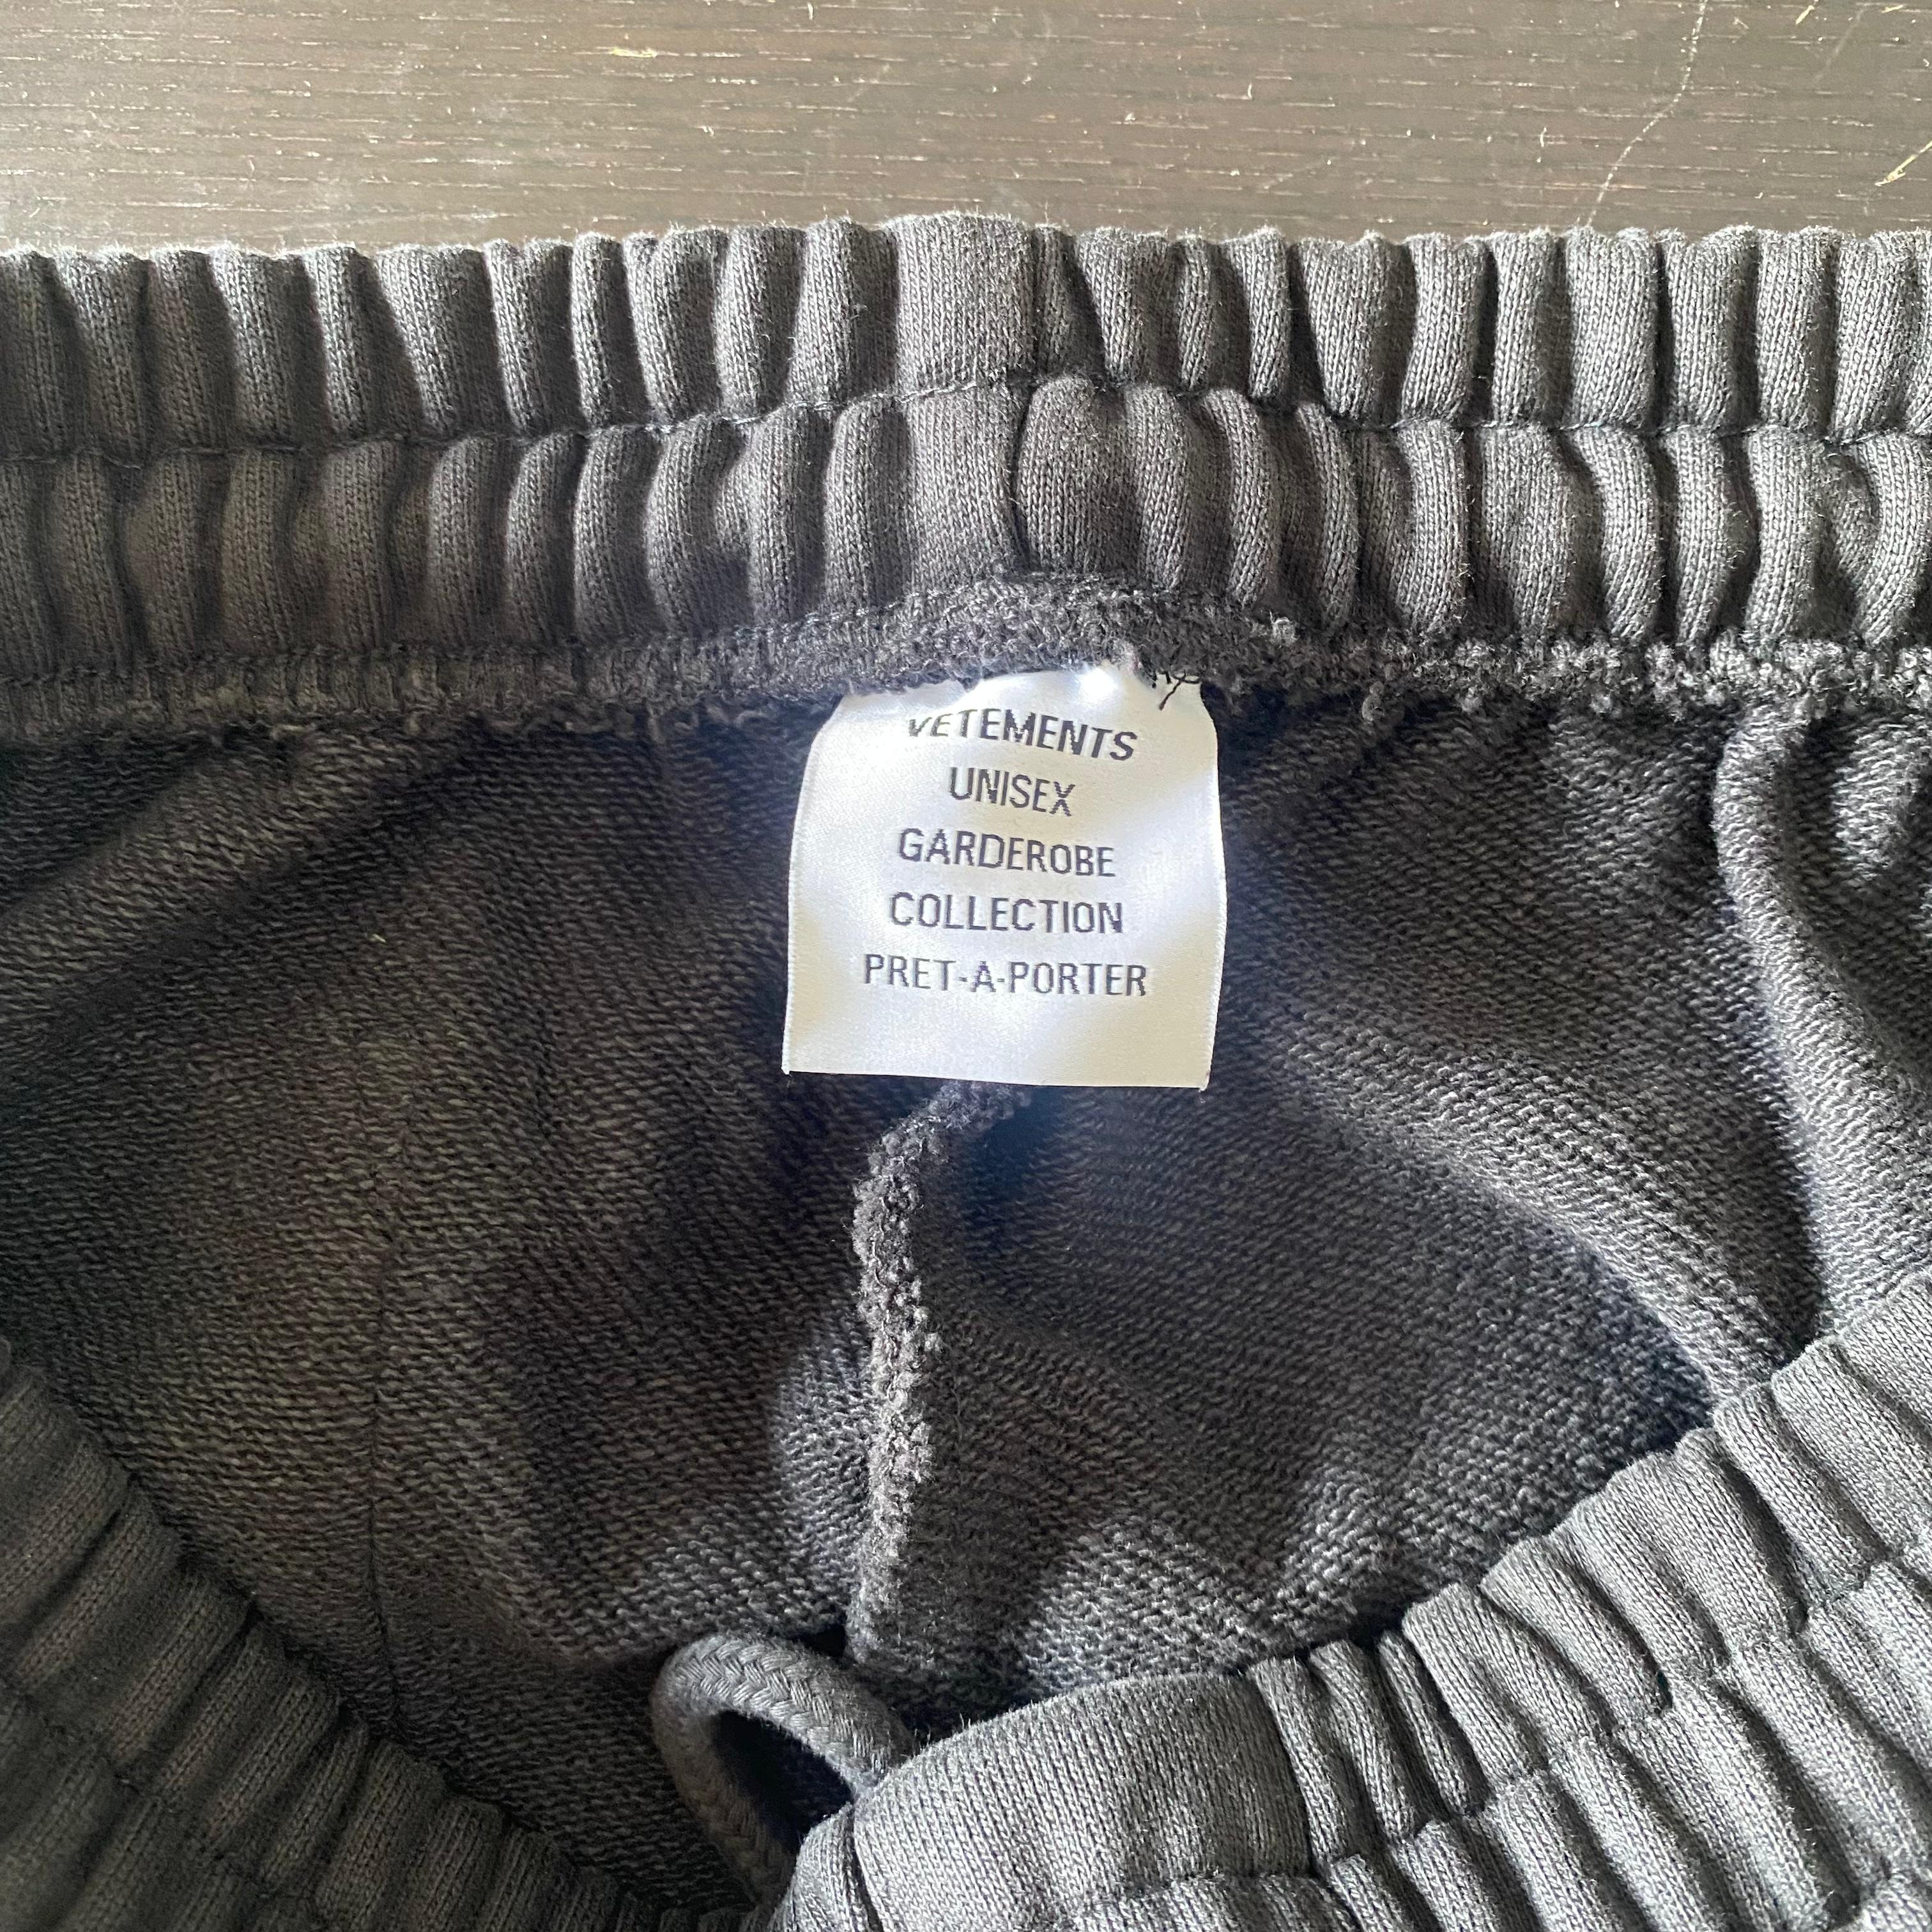 VETEMENTS
UNISEX
GARDEROBE
COLLECTION
PRET-A-PORTER